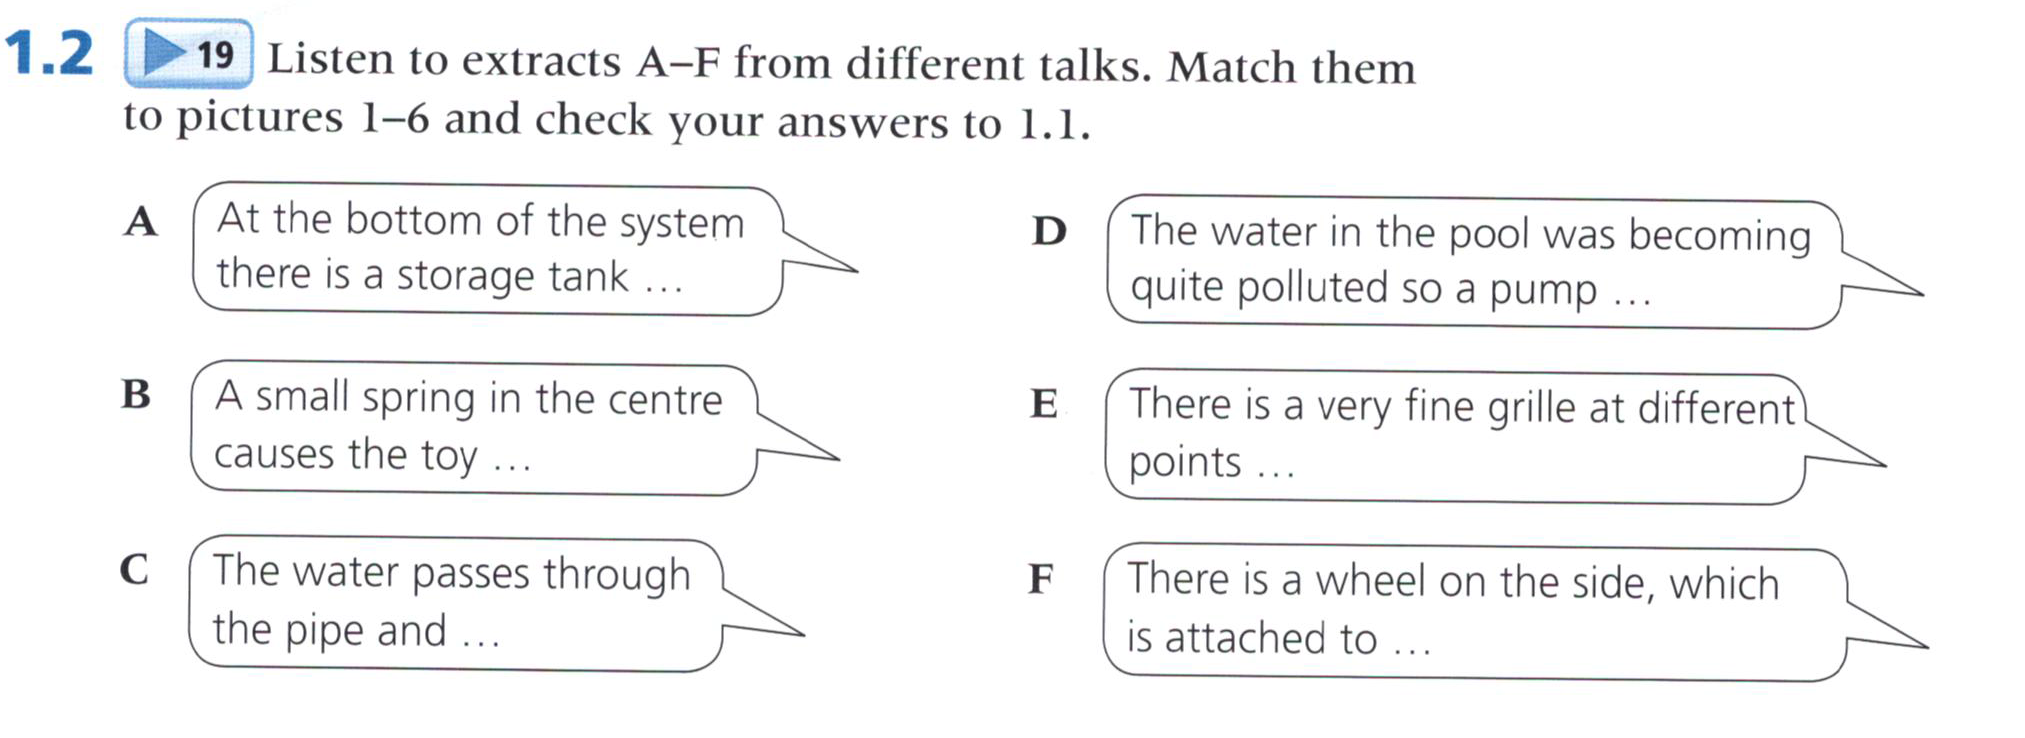 1.2 19 Listen to extracts A–F from different talks. Match them
to pictures 1–6 and check your answers to 1.1.
A At the bottom of the system
there is a storage tank ...
B A small spring in the centre
causes the toy ...
C The water passes through
the pipe and ...
D The water in the pool was becoming
quite polluted so a pump ...
E There is a very fine grille at different
points ...
F There is a wheel on the side, which
is attached to ...